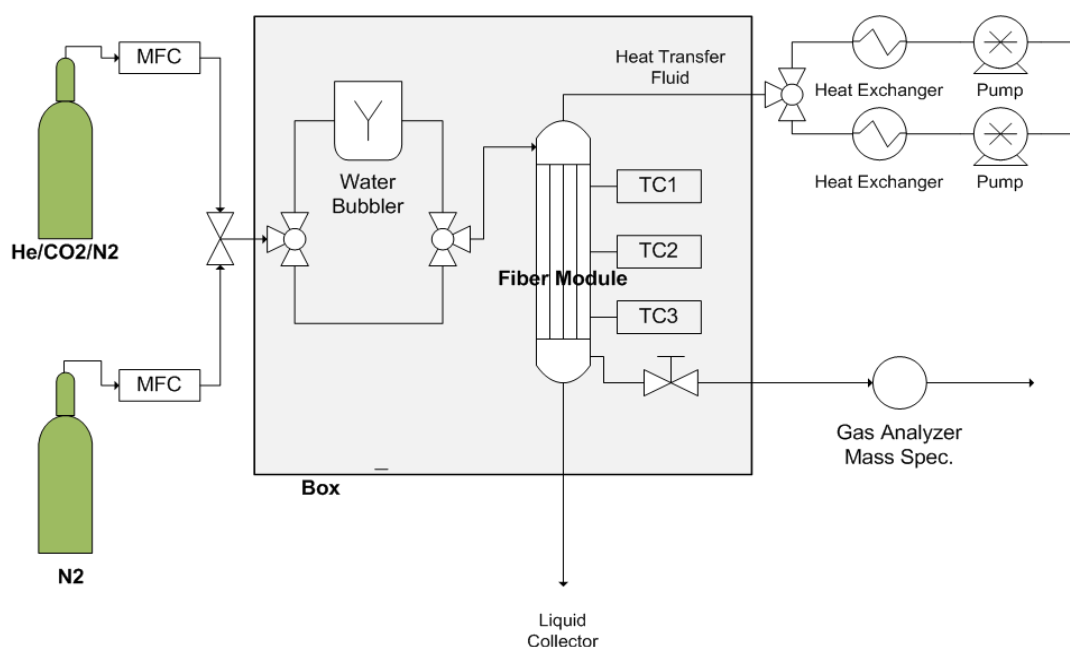 MFC
He/CO2/N2
MFC
N2
Water
Bubbler
Box
Heat Transfer
Fluid
Fiber Module
TC1
TC2
TC3
Heat Exchanger
Pump
Heat Exchanger
Pump
Gas Analyzer
Mass Spec.
Liquid
Collector